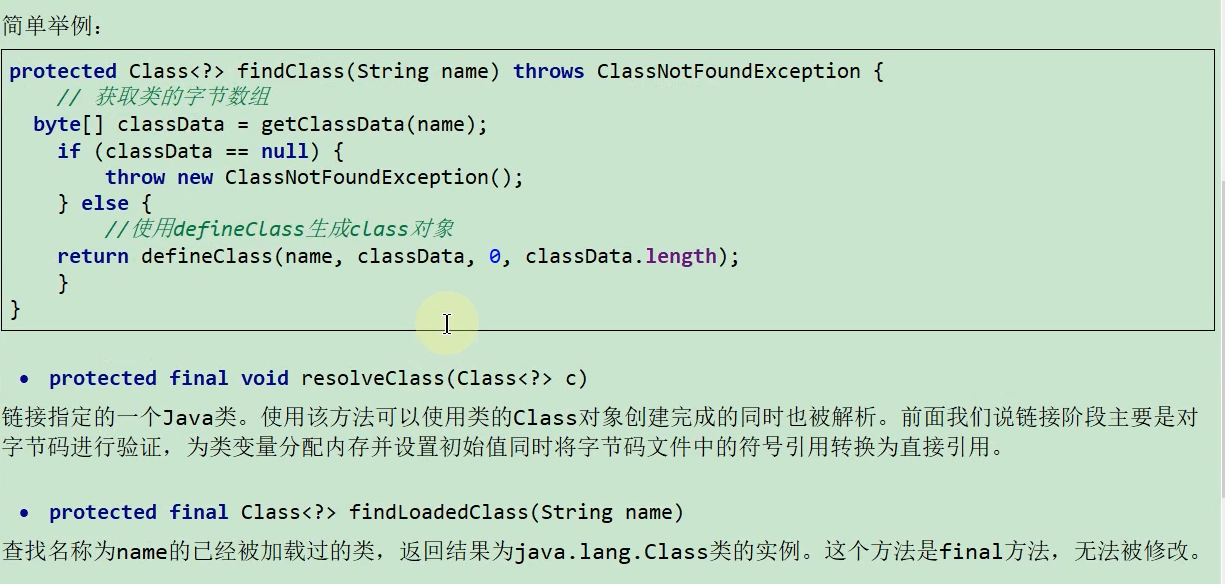 简单举例：
protected Class<?> findClass(String name) throws ClassNotFoundException {
// 获取类的字节数组
byte[] classData = getClassData(name);
if (classData == null) {
throw new ClassNotFoundException();
} else {
//使用defineClass生成class对象
return defineClass(name, classData, 0, classData.length);
}
}
• protected final void resolveClass(Class<?> c)
链接指定的一个Java类。使用该方法可以使用类的Class对象创建完成的同时也被解析。前面我们说链接阶段主要是对
字节码进行验证，为类变量分配内存并设置初始值同时将字节码文件中的符号引用转换为直接引用。
• protected final Class<?> findLoadedClass(String name)
查找名称为name的已经被加载过的类，返回结果为java.lang.Class类的实例。这个方法是final方法，无法被修改。